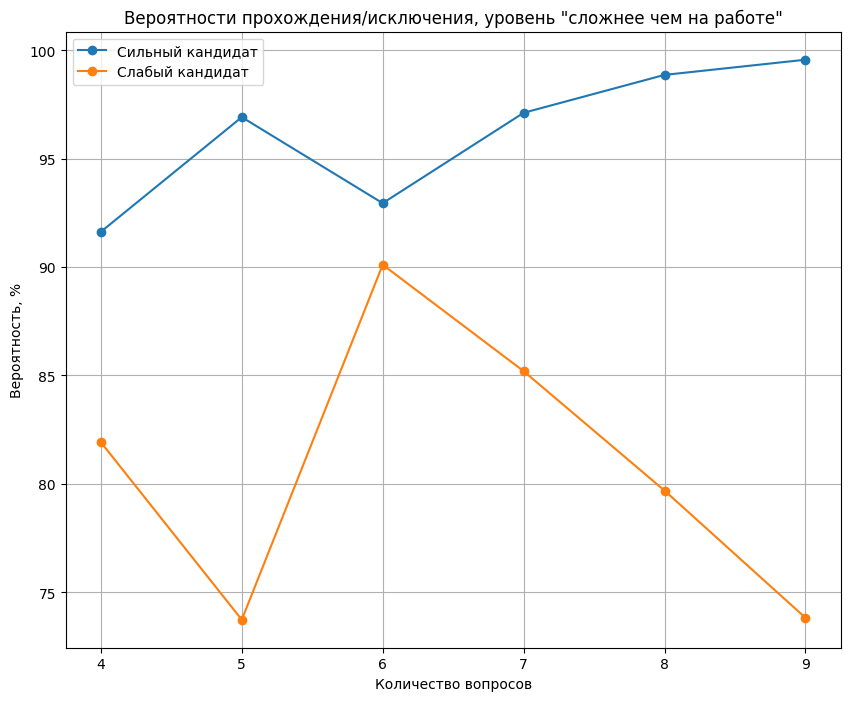 Вероятности прохождения/исключения, уровень "сложнее чем на работе"
Сильный кандидат
Слабый кандидат
100
95
90
85
80
75
Вероятность, %
4 5 6 7 8 9
Количество вопросов